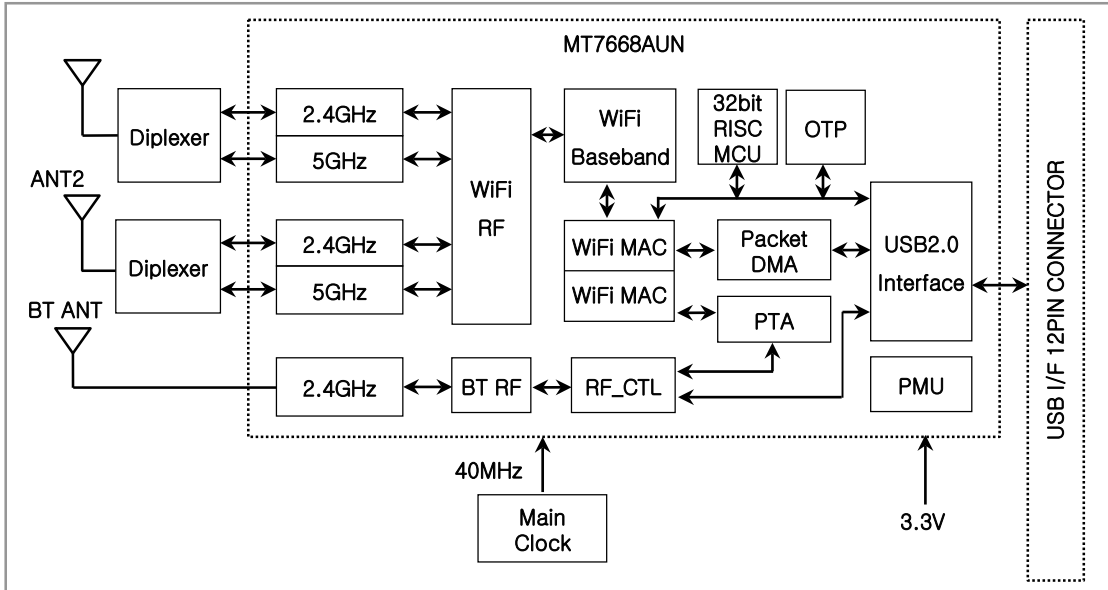 MT7668AUN
Diplexer
2.4GHz
5GHz
WiFi
RF
WiFi
Baseband
32bit
RISC
MCU
OTP
ANT2
Diplexer
2.4GHz
5GHz
WiFi MAC
WiFi MAC
Packet
DMA
USB2.0
Interface
PTA
BT ANT
2.4GHz
BT RF
RF_CTL
PMU
USB I/F 12PIN CONNECTOR
40MHz
Main
Clock
3.3V